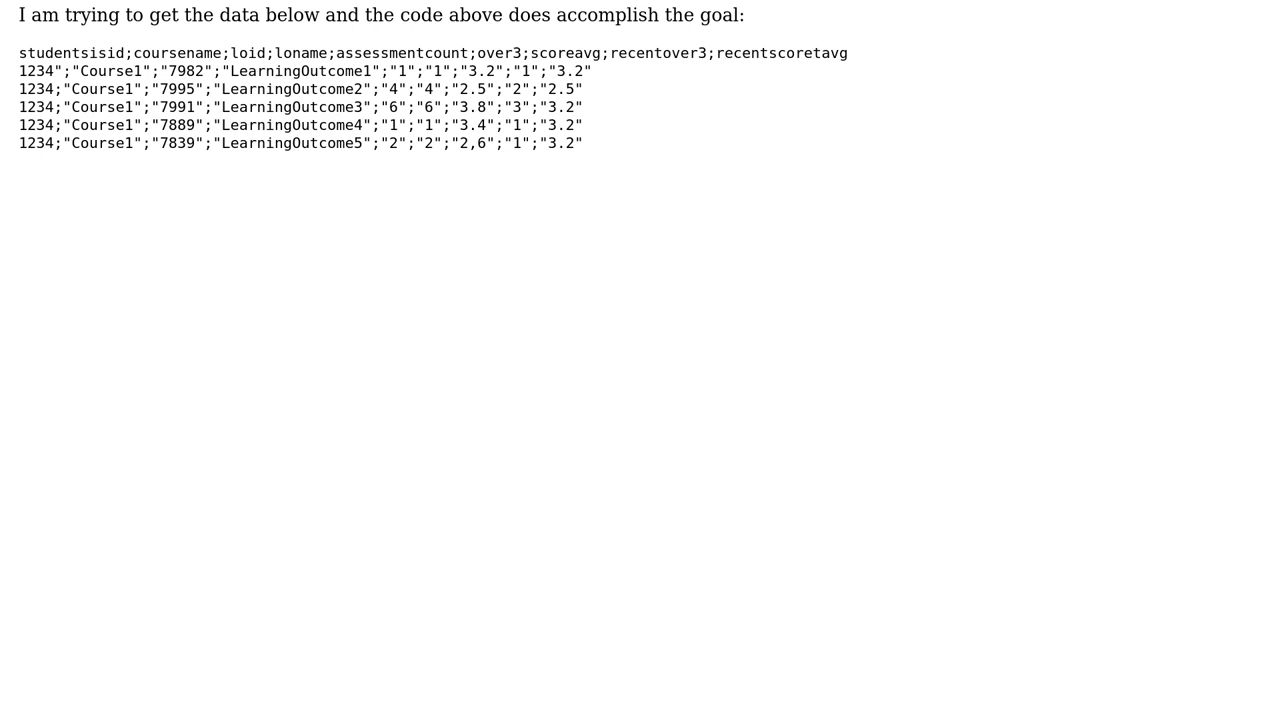 I am trying to get the data below and the code above does accomplish the goal:
studentsisid;coursename;loid;loname;assessmentcount;over3;scoreavg;recentover3;recentscoretavg
1234";"Course1";"7982";"LearningOutcome1";"1";"1";"3.2";"1";"3.2"
1234;"Course1";"7995";"LearningOutcome2";"4";"4";"2.5";"2";"2.5"
1234;"Course1";"7991";"LearningOutcome3";"6";"6";"3.8";"3";"3.2"
1234;"Course1";"7889";"LearningOutcome4";"1";"1";"3.4";"1";"3.2"
1234;"Course1";"7839";"LearningOutcome5";"2";"2";"2,6";"1";"3.2"